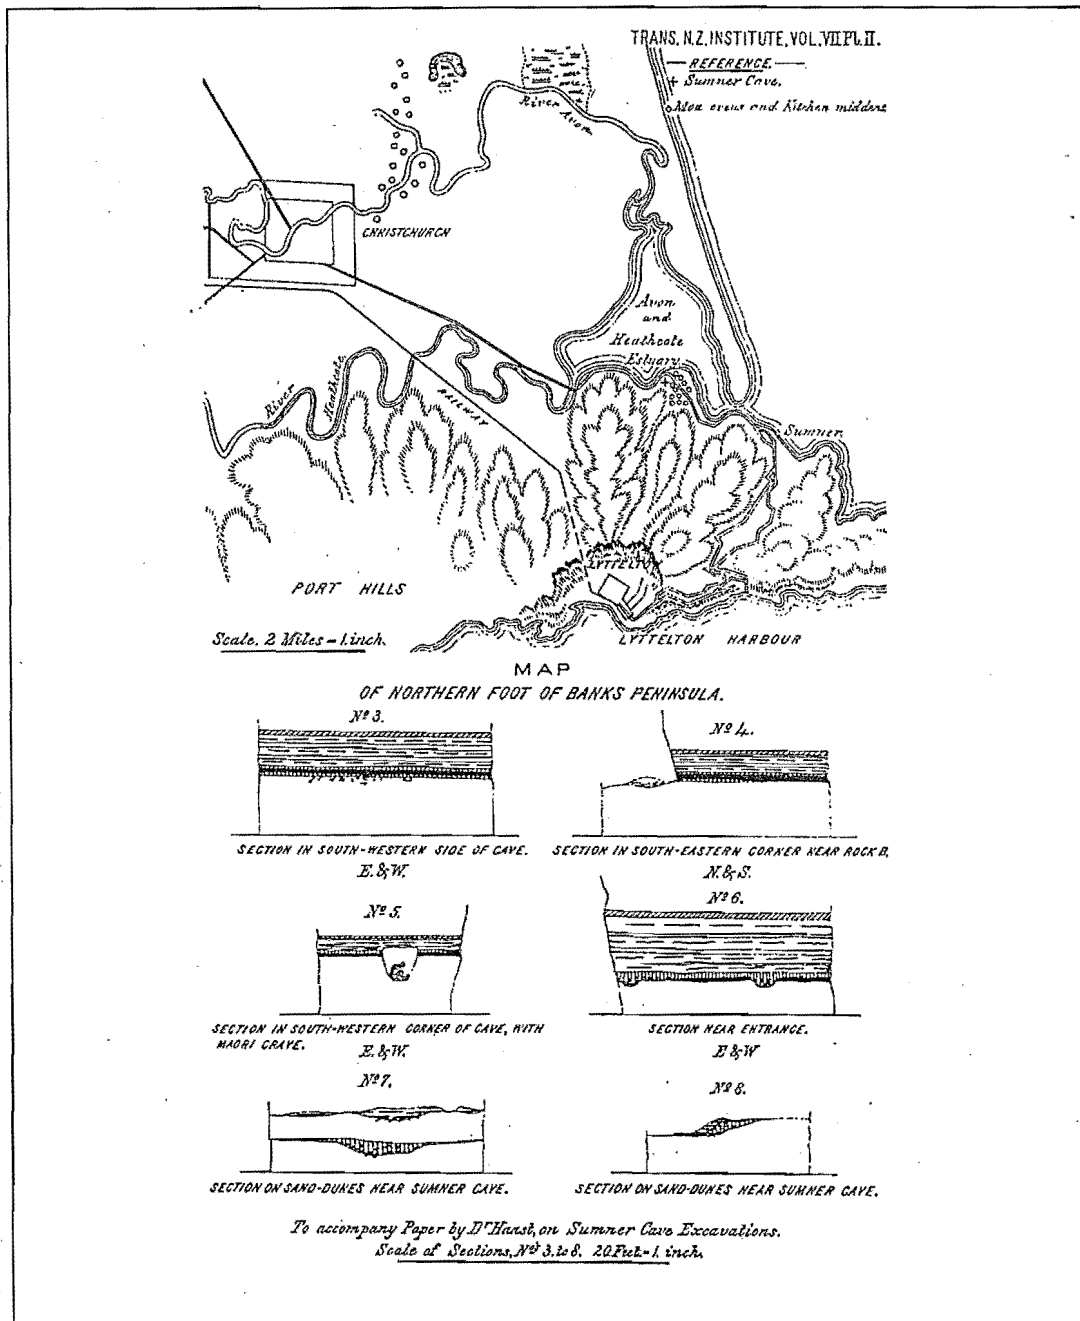 TRANS. N.Z. INSTITUTE, VOL. VII Pl. II.
REFERENCE.
+ Sumner Cave.
o Moa ovens and Kitchen middens
River Avon
CHRISTCHURCH
Avon
and
Heathcote
Estuary
River Heathcote
RAILWAY
Sumner
LYTTELTON
PORT HILLS
Scale. 2 Miles = 1. inch.
LYTTELTON HARBOUR
MAP
OF NORTHERN FOOT OF BANKS PENINSULA.
No 3.
No 4.
SECTION IN SOUTH-WESTERN SIDE OF CAVE.
E. & W.
SECTION IN SOUTH-EASTERN CORNER NEAR ROCK B.
N. & S.
No 5.
No 6.
SECTION IN SOUTH-WESTERN CORNER OF CAVE, WITH
MAORI GRAVE.
E. & W.
SECTION NEAR ENTRANCE.
E & W
No 7.
No 8.
SECTION ON SAND-DUNES NEAR SUMNER CAVE.
SECTION ON SAND-DUNES NEAR SUMNER CAVE.
To accompany Paper by Dr Haast, on Sumner Cave Excavations.
Scale of Sections, Nos 3. to 8. 20 Feet = 1. inch.